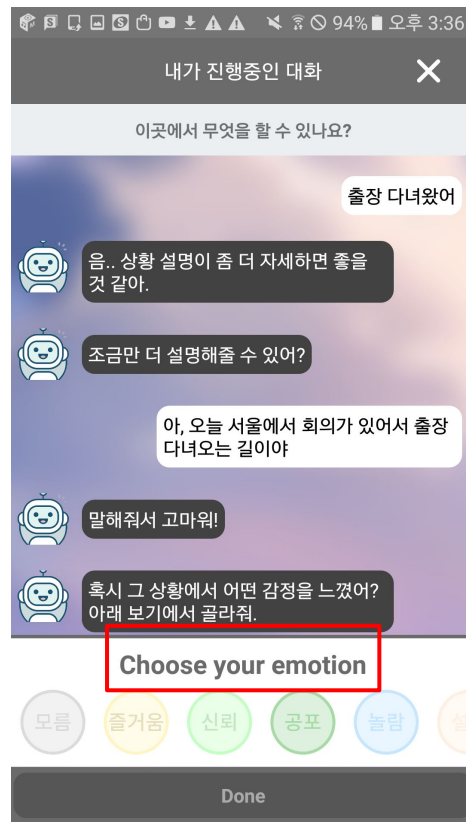 94% 오후 3:36
내가 진행중인 대화
이곳에서 무엇을 할 수 있나요?
출장 다녀왔어
음.. 상황 설명이 좀 더 자세하면 좋을
것 같아.
조금만 더 설명해줄 수 있어?
아, 오늘 서울에서 회의가 있어서 출장
다녀오는 길이야
말해줘서 고마워!
혹시 그 상황에서 어떤 감정을 느꼈어?
아래 보기에서 골라줘.
Choose your emotion
모름 즐거움 신뢰 공포 놀람
Done